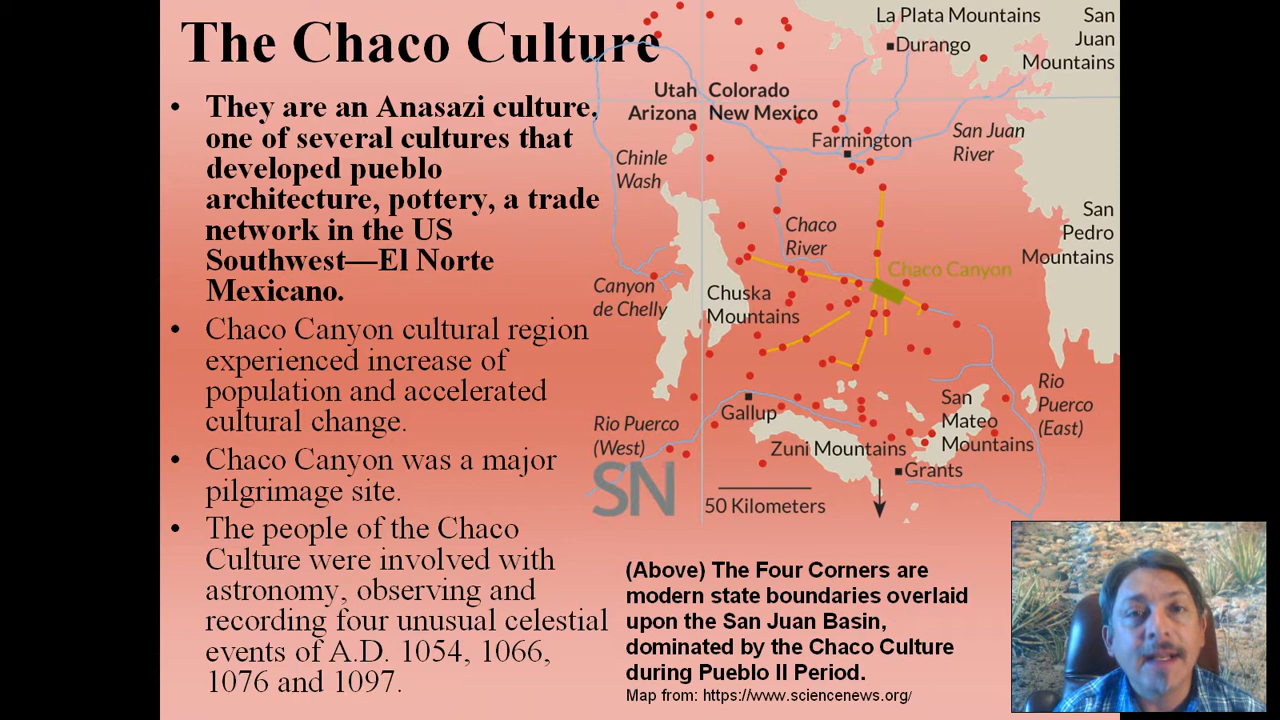 The Chaco Culture
• They are an Anasazi culture,
one of several cultures that
developed pueblo
architecture, pottery, a trade
network in the US
Southwest—El Norte
Mexicano.
• Chaco Canyon cultural region
experienced increase of
population and accelerated
cultural change.
• Chaco Canyon was a major
pilgrimage site.
• The people of the Chaco
Culture were involved with
astronomy, observing and
recording four unusual celestial
events of A.D. 1054, 1066,
1076 and 1097.
La Plata Mountains
San
Juan
Mountains
Durango
Utah
Colorado
Arizona
New Mexico
Farmington
San Juan
River
Chinle
Wash
San
Pedro
Mountains
Chaco
River
Chaco Canyon
Canyon
de Chelly
Chuska
Mountains
Rio
Puerco
(East)
San
Mateo
Mountains
Gallup
Rio Puerco
(West)
Zuni Mountains
Grants
SN
50 Kilometers
(Above) The Four Corners are
modern state boundaries overlaid
upon the San Juan Basin,
dominated by the Chaco Culture
during Pueblo II Period.
Map from: https://www.sciencenews.org/